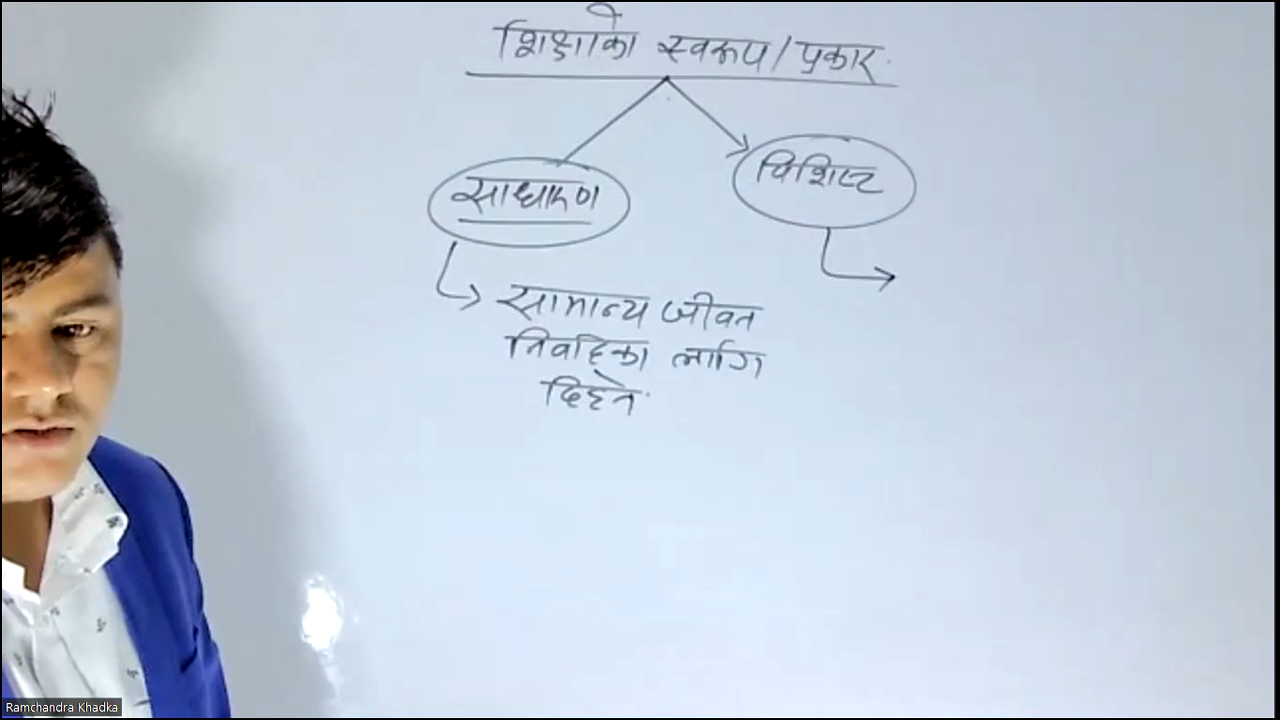 शिक्षाको स्वरूप/प्रकार
साधारण
विशिष्ट
सामान्य जीवन
निर्वाहका लागि
दिइने
Ramchandra Khadka